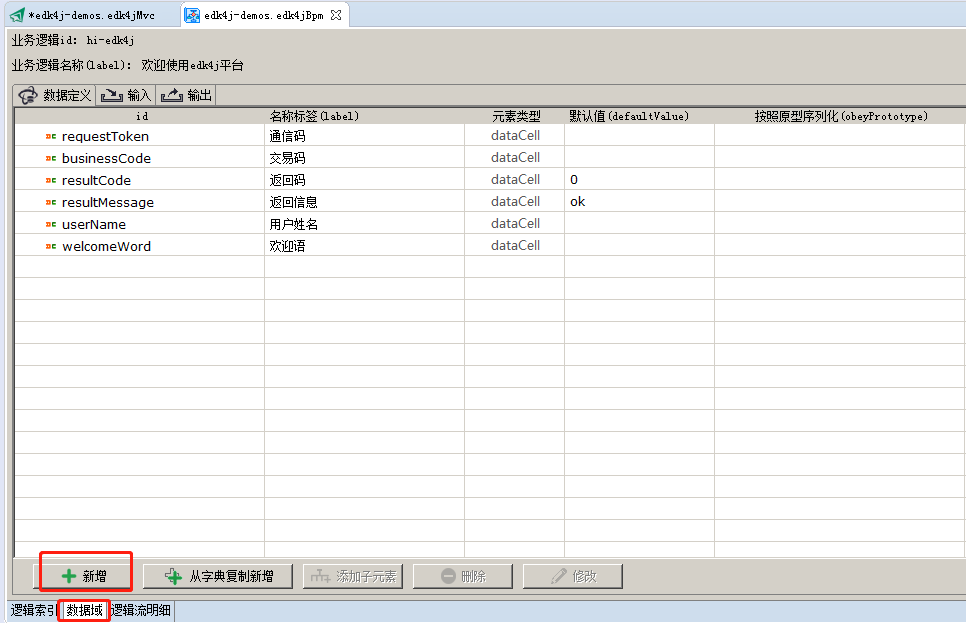 *edk4j-demos.edk4jMvc edk4j-demos.edk4jBpm
业务逻辑id: hi-edk4j
业务逻辑名称(label): 欢迎使用edk4j平台
数据定义 输入 输出
id 名称标签(label) 元素类型 默认值(defaultValue) 按照原型序列化(obeyPrototype)
requestToken 通信码 dataCell
businessCode 交易码 dataCell
resultCode 返回码 dataCell 0
resultMessage 返回信息 dataCell ok
userName 用户姓名 dataCell
welcomeWord 欢迎语 dataCell
新增 从字典复制新增 添加子元素 删除 修改
逻辑索引 数据域 逻辑流明细